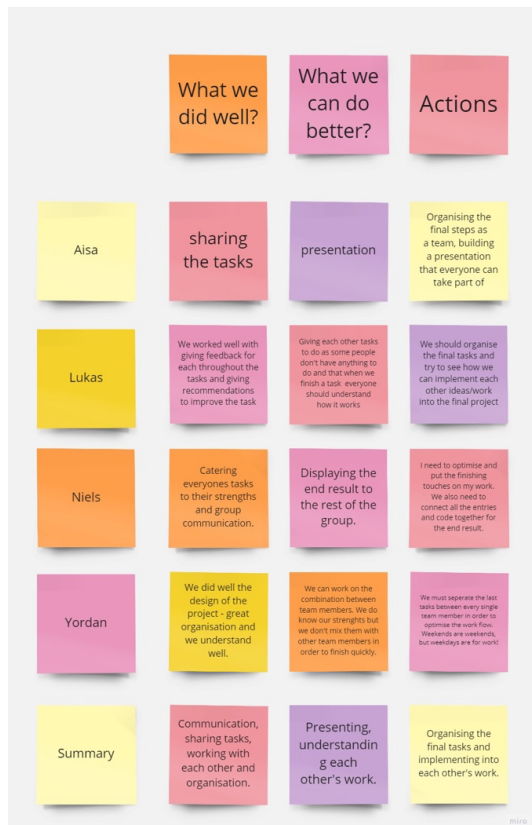 What we
did well?
What we
can do
better?
Actions
Aisa
sharing
the tasks
presentation
Organising the
final steps as
a team, building
a presentation
that everyone can
take part of
Lukas
We worked well with
giving feedback for
each throughout the
tasks and giving
recommendations
to improve the task
Giving each other tasks
to do as some people
don't have anything to
do and that when we
finish a task everyone
should understand
how it works
We should organise
the final tasks and
try to see how we
can implement each
other ideas/work
into the final project
Niels
Catering
everyones tasks
to their strengths
and group
communication.
Displaying the
end result to
the rest of the
group.
I need to optimise and
put the finishing
touches on my work.
We also need to
connect all the entries
and code together for
the end result.
Yordan
We did well the
design of the
project - great
organisation and
we understand
well.
We can work on the
combination between
team members. We do
know our strenghts but
we don't mix them with
other team members in
order to finish quickly.
We must seperate the last
tasks between every single
team member in order to
optimise the work flow.
Weekends are weekends,
but weekdays are for work!
Summary
Communication,
sharing tasks,
working with
each other and
organisation.
Presenting,
understandin
g each
other's work.
Organising the
final tasks and
implementing into
each other's work.
miro